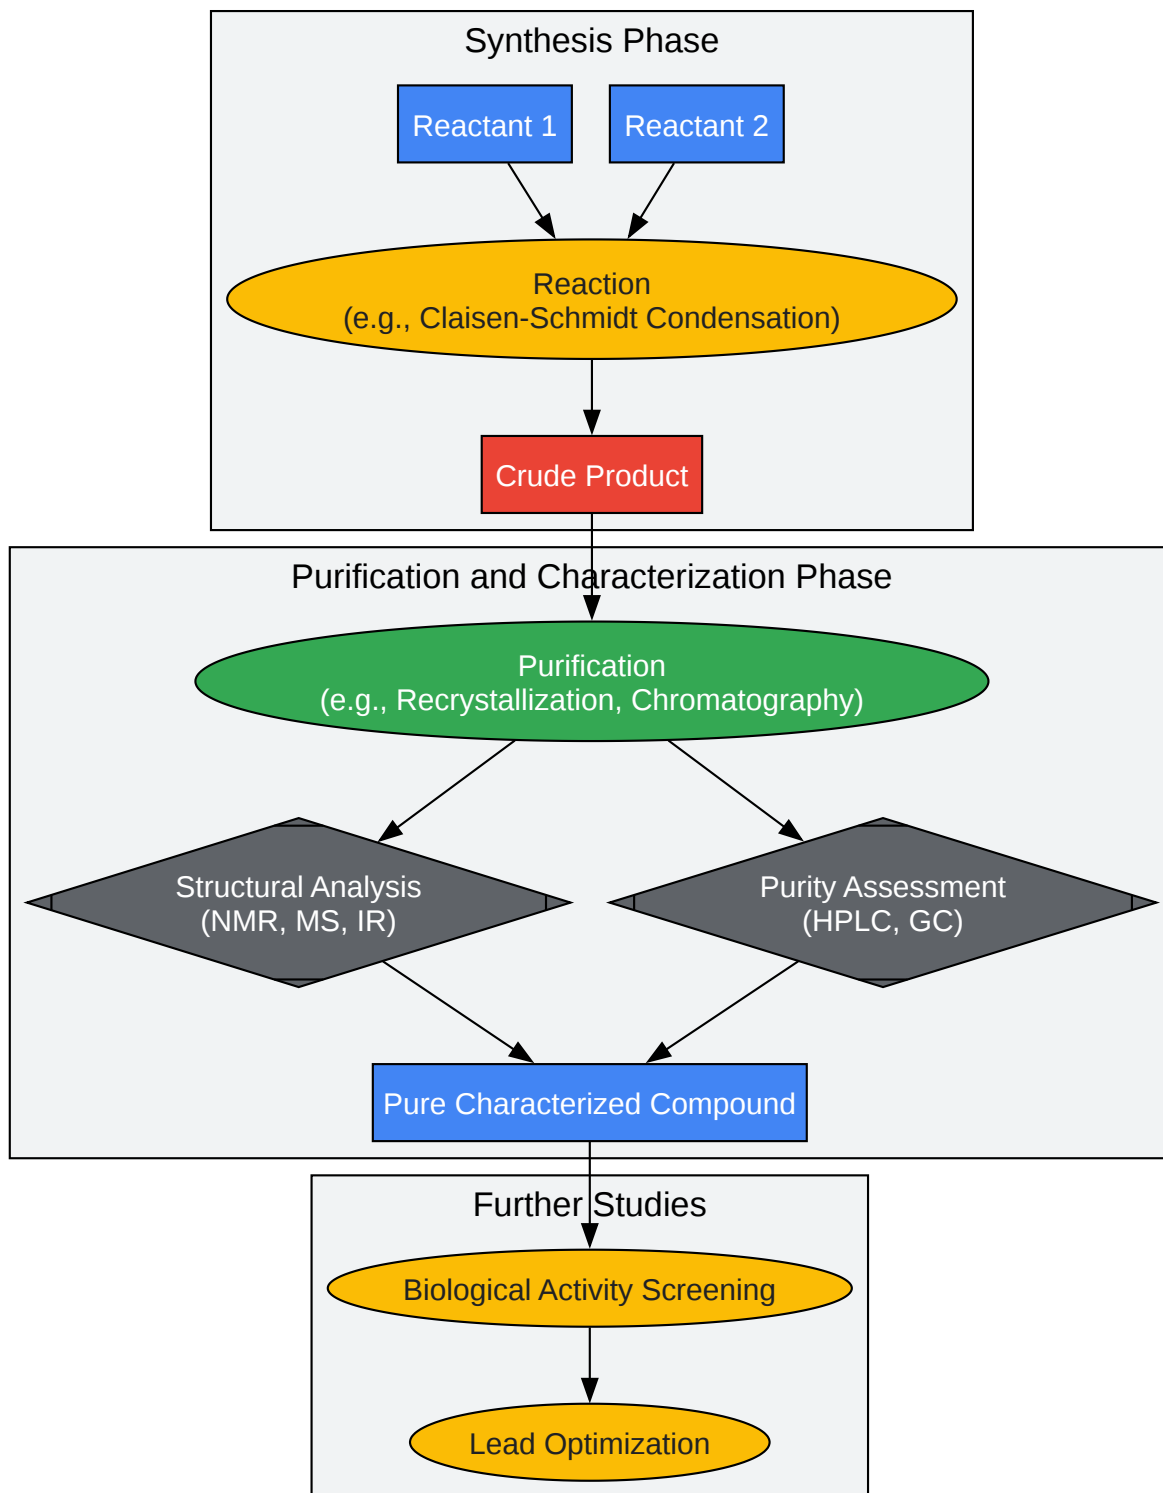 Synthesis Phase
Reactant 1
Reactant 2
Reaction
(e.g., Claisen-Schmidt Condensation)
Crude Product
Purification and Characterization Phase
Purification
(e.g., Recrystallization, Chromatography)
Structural Analysis
(NMR, MS, IR)
Purity Assessment
(HPLC, GC)
Pure Characterized Compound
Further Studies
Biological Activity Screening
Lead Optimization